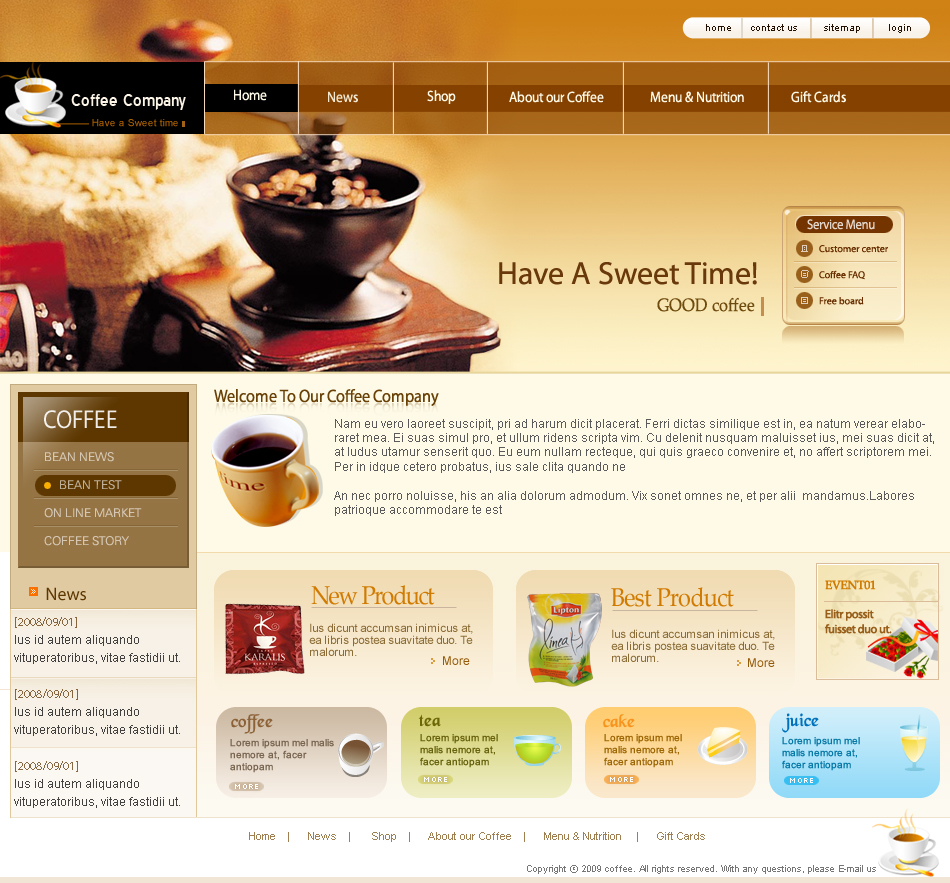 home contact us sitemap login
Coffee Company
Have a Sweet time
Home News Shop About our Coffee Menu & Nutrition Gift Cards
Have A Sweet Time!
GOOD coffee
Service Menu
Customer center
Coffee FAQ
Free board
COFFEE
BEAN NEWS
BEAN TEST
ON LINE MARKET
COFFEE STORY
News
[2008/09/01]
Ius id autem aliquando
vituperatoribus, vitae fastidii ut.
[2008/09/01]
Ius id autem aliquando
vituperatoribus, vitae fastidii ut.
[2008/09/01]
Ius id autem aliquando
vituperatoribus, vitae fastidii ut.
Welcome To Our Coffee Company
time
Nam eu vero laoreet suscipit, pri ad harum dicit placerat. Ferri dictas similique est in, ea natum verear elabo-
raret mea. Ei suas simul pro, et ullum ridens scripta vim. Cu delenit nusquam maluisset ius, mei suas dicit at,
at ludus utamur senserit quo. Eu eum nullam recteque, qui quis graeco convenire et, no affert scriptorem mei.
Per in idque cetero probatus, ius sale clita quando ne
An nec porro noluisse, his an alia dolorum admodum. Vix sonet omnes ne, et per alii mandamus.Labores
patrioque accommodare te est
New Product
KARALIS
ESPRESSO
Ius dicunt accumsan inimicus at,
ea libris postea suavitate duo. Te
malorum.
More
Best Product
Lipton
linea
Ius dicunt accumsan inimicus at,
ea libris postea suavitate duo. Te
malorum.
More
EVENT01
Elitr possit
fuisset duo ut.
coffee
Lorem ipsum mel malis
nemore at, facer
antiopam
MORE
tea
Lorem ipsum mel
malis nemore at,
facer antiopam
MORE
cake
Lorem ipsum mel
malis nemore at,
facer antiopam
MORE
juice
Lorem ipsum mel
malis nemore at,
facer antiopam
MORE
Home | News | Shop | About our Coffee | Menu & Nutrition | Gift Cards
Copyright © 2009 coffee. All rights reserved. With any questions, please E-mail us